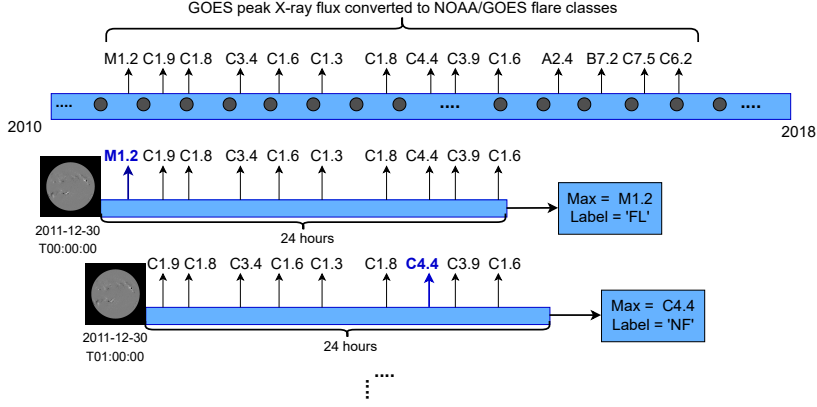 GOES peak X-ray flux converted to NOAA/GOES flare classes
M1.2 C1.9 C1.8 C3.4 C1.6 C1.3 C1.8 C4.4 C3.9 C1.6 A2.4 B7.2 C7.5 C6.2
.... .... ....
2010 2018
M1.2 C1.9 C1.8 C3.4 C1.6 C1.3 C1.8 C4.4 C3.9 C1.6
Max = M1.2
Label = 'FL'
24 hours
2011-12-30
T00:00:00
C1.9 C1.8 C3.4 C1.6 C1.3 C1.8 C4.4 C3.9 C1.6
Max = C4.4
Label = 'NF'
24 hours
2011-12-30
T01:00:00
.... ....